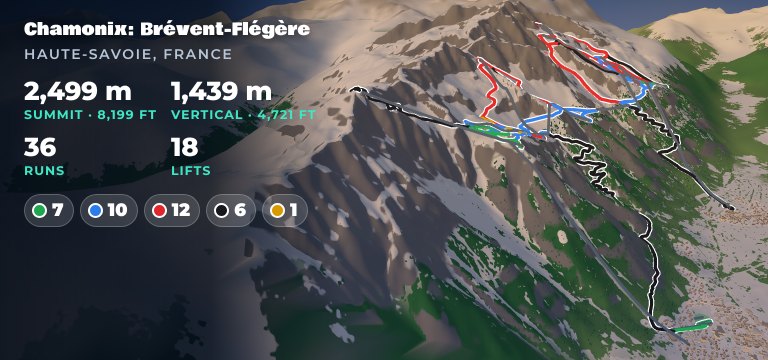 Chamonix: Brévent-Flégère
HAUTE-SAVOIE, FRANCE
2,499 m 1,439 m
SUMMIT · 8,199 FT VERTICAL · 4,721 FT
36 18
RUNS LIFTS
7 10 12 6 1